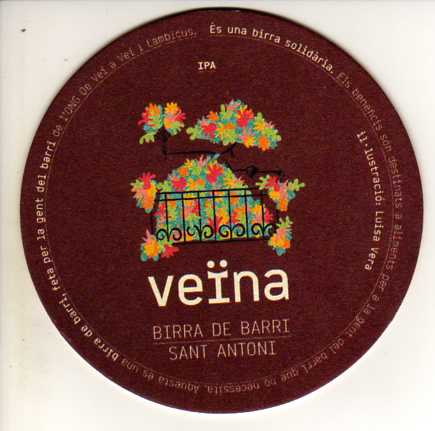 IPA
veïna
BIRRA DE BARRI
SANT ANTONI
Aquesta és una birra de barri, feta per la gent del barri de l'ONG De Veí a Veí i Lambicus. És una birra solidària. Els beneficis són destinats a aliments per a la gent del barri que ho necessita.
il·lustració: Luisa Vera